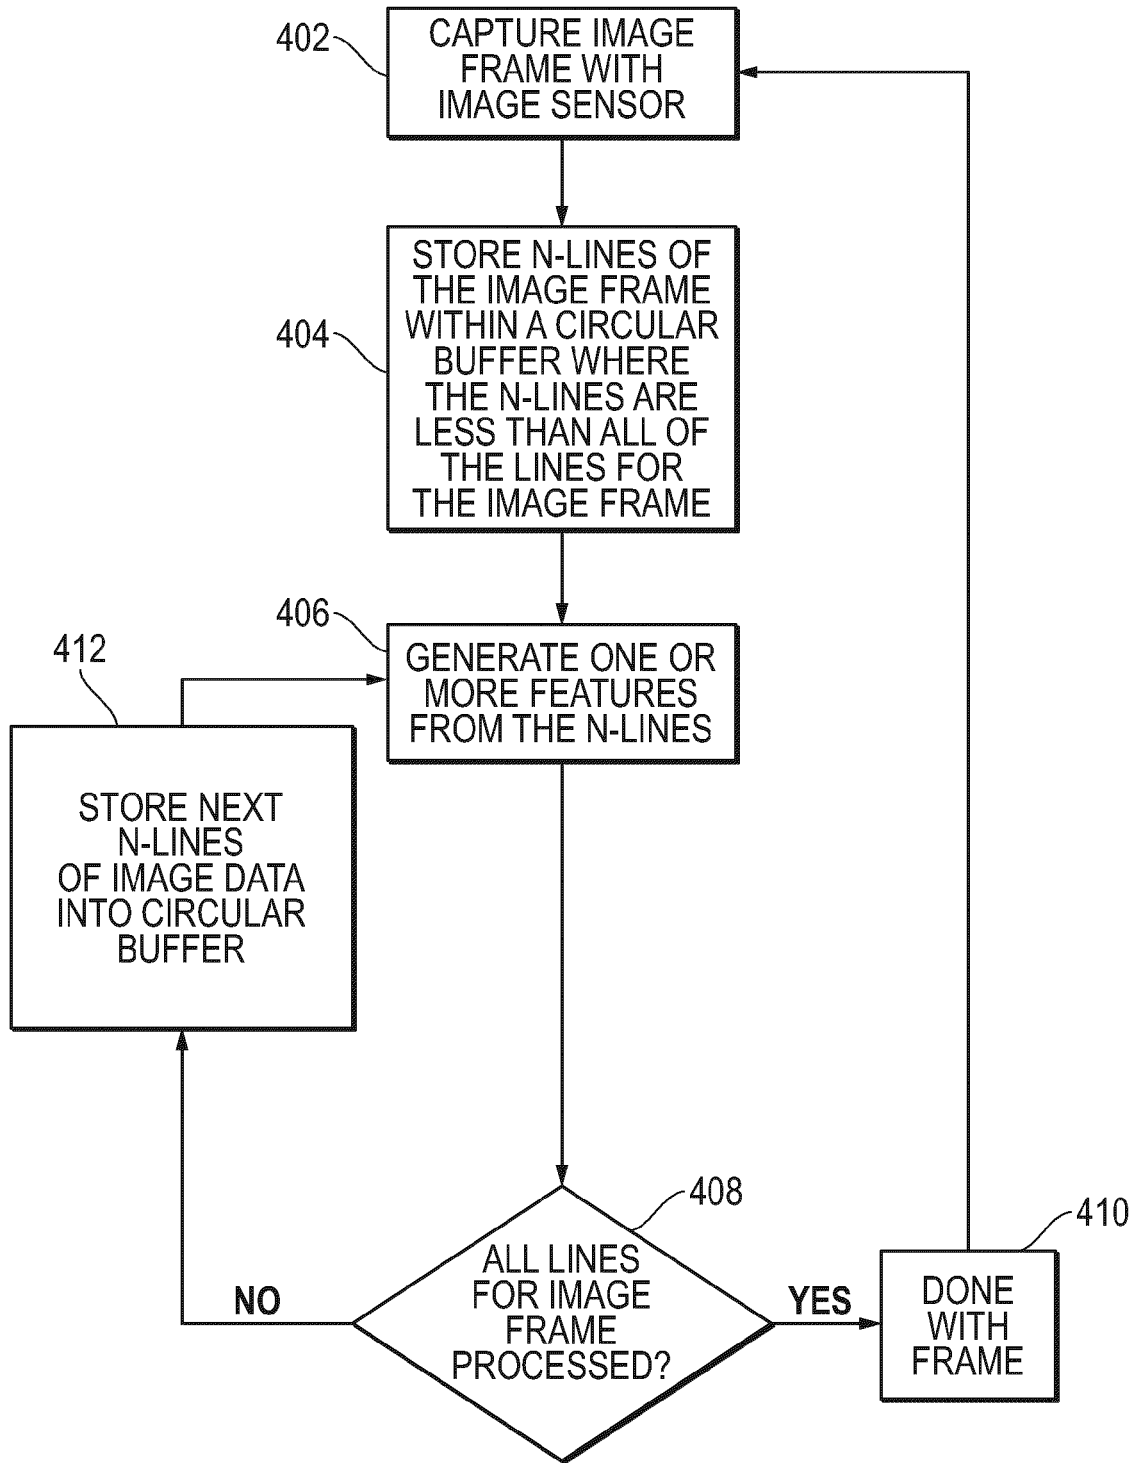 402
CAPTURE IMAGE
FRAME WITH
IMAGE SENSOR
404
STORE N-LINES OF
THE IMAGE FRAME
WITHIN A CIRCULAR
BUFFER WHERE
THE N-LINES ARE
LESS THAN ALL OF
THE LINES FOR
THE IMAGE FRAME
406
GENERATE ONE OR
MORE FEATURES
FROM THE N-LINES
412
STORE NEXT
N-LINES
OF IMAGE DATA
INTO CIRCULAR
BUFFER
408
ALL LINES
FOR IMAGE
FRAME
PROCESSED?
NO
YES
410
DONE
WITH
FRAME